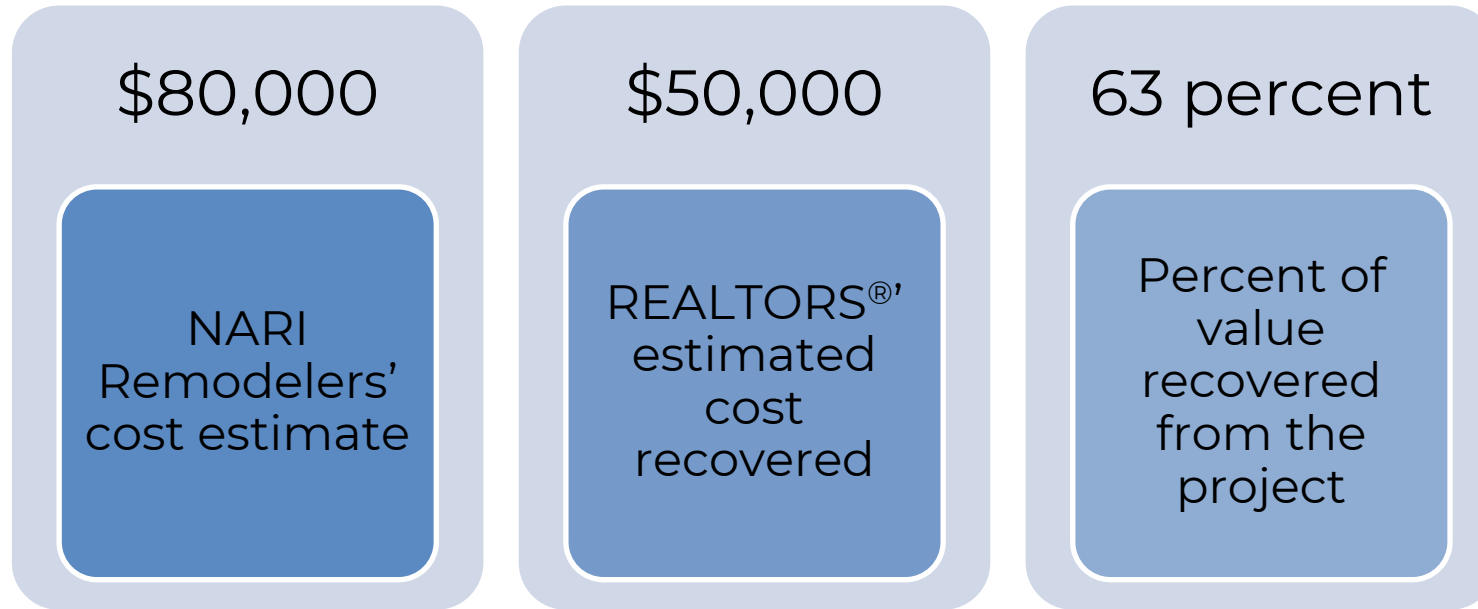 $80,000
NARI
Remodelers’
cost estimate
$50,000
REALTORS®’
estimated
cost
recovered
63 percent
Percent of
value
recovered
from the
project